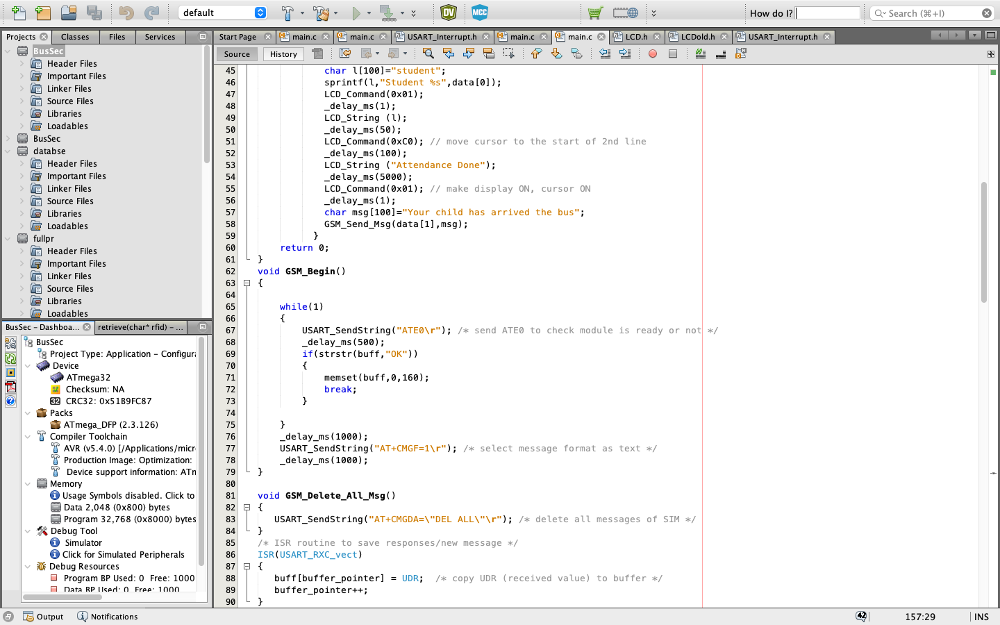 default
DV
MCC
How do I?
Search (⌘+I)
Projects
Classes
Files
Services
Start Page
main.c
main.c
USART_Interrupt.h
main.c
main.c
LCD.h
LCDold.h
USART_Interrupt.h
Source
History
BusSec
Header Files
Important Files
Linker Files
Source Files
Libraries
Loadables
BusSec
databse
Header Files
Important Files
Linker Files
Source Files
Libraries
Loadables
fullpr
Header Files
Important Files
Linker Files
Source Files
Libraries
Loadables
BusSec – Dashboa...
retrieve(char* rfid) – ...
BusSec
Project Type: Application – Configura
Device
ATmega32
Checksum: NA
32 CRC32: 0x51B9FC87
Packs
ATmega_DFP (2.3.126)
Compiler Toolchain
AVR (v5.4.0) [/Applications/micr
Production Image: Optimization:
Device support information: ATn
Memory
Usage Symbols disabled. Click to
Data 2,048 (0x800) bytes
Program 32,768 (0x8000) bytes
Debug Tool
Simulator
Click for Simulated Peripherals
Debug Resources
Program BP Used: 0 Free: 1000
Data BP Used: 0 Free: 1000
45 char l[100]="student";
46 sprintf(l,"Student %s",data[0]);
47 LCD_Command(0x01);
48 _delay_ms(1);
49 LCD_String (l);
50 _delay_ms(50);
51 LCD_Command(0xC0); // move cursor to the start of 2nd line
52 _delay_ms(100);
53 LCD_String ("Attendance Done");
54 _delay_ms(5000);
55 LCD_Command(0x01); // make display ON, cursor ON
56 _delay_ms(1);
57 char msg[100]="Your child has arrived the bus";
58 GSM_Send_Msg(data[1],msg);
59 }
60 return 0;
61 }
62 void GSM_Begin()
63 {
64
65 while(1)
66 {
67 USART_SendString("ATE0\r"); /* send ATE0 to check module is ready or not */
68 _delay_ms(500);
69 if(strstr(buff,"OK"))
70 {
71 memset(buff,0,160);
72 break;
73 }
74
75 }
76 _delay_ms(1000);
77 USART_SendString("AT+CMGF=1\r"); /* select message format as text */
78 _delay_ms(1000);
79 }
80
81 void GSM_Delete_All_Msg()
82 {
83 USART_SendString("AT+CMGDA=\"DEL ALL\"\r"); /* delete all messages of SIM */
84 }
85 /* ISR routine to save responses/new message */
86 ISR(USART_RXC_vect)
87 {
88 buff[buffer_pointer] = UDR; /* copy UDR (received value) to buffer */
89 buffer_pointer++;
90 }
Output
Notifications
42
157:29
INS